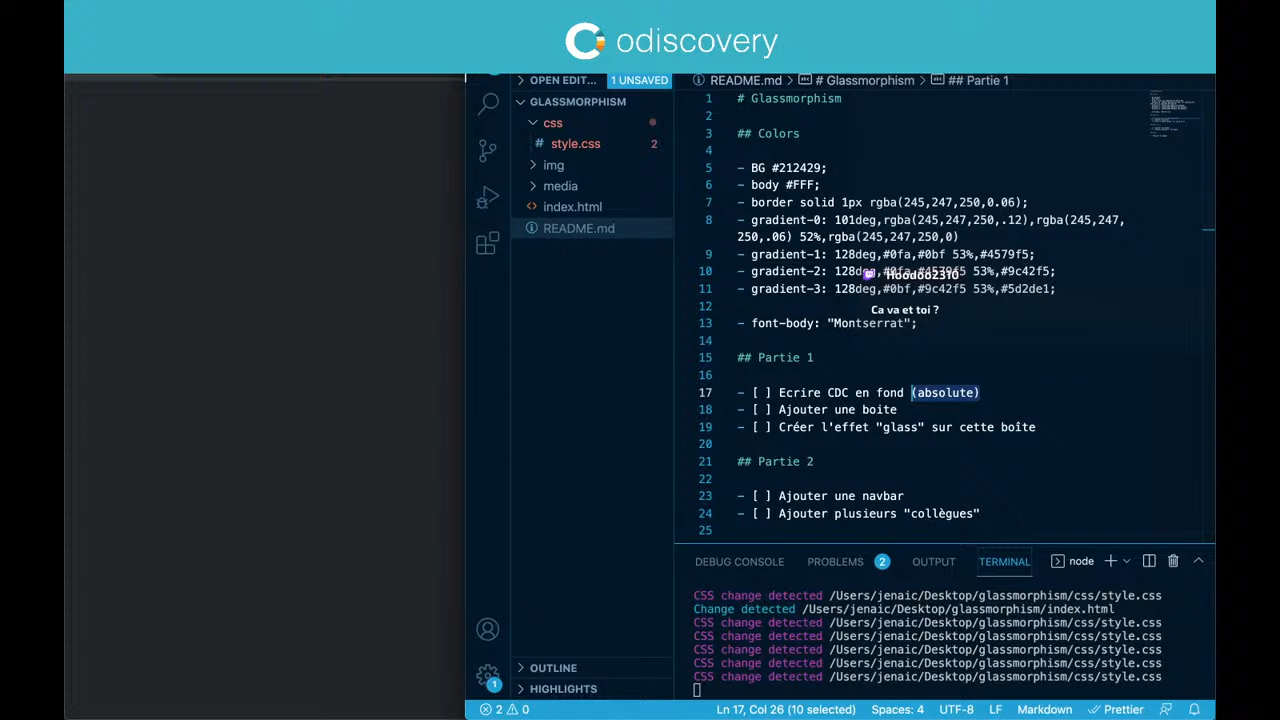 odiscovery
OPEN EDIT... 1 UNSAVED
GLASSMORPHISM
css
# style.css 2
img
media
index.html
README.md
OUTLINE
HIGHLIGHTS
1
README.md > # Glassmorphism > ## Partie 1
1 # Glassmorphism
2
3 ## Colors
4
5 - BG #212429;
6 - body #FFF;
7 - border solid 1px rgba(245,247,250,0.06);
8 - gradient-0: 101deg,rgba(245,247,250,.12),rgba(245,247,
250,.06) 52%,rgba(245,247,250,0)
9 - gradient-1: 128deg,#0fa,#0bf 53%,#4579f5;
10 - gradient-2: 128deg,#0fa,#4579f5 53%,#9c42f5;
Hoodoo2310
11 - gradient-3: 128deg,#0bf,#9c42f5 53%,#5d2de1;
12
Ca va et toi ?
13 - font-body: "Montserrat";
14
15 ## Partie 1
16
17 - [ ] Ecrire CDC en fond (absolute)
18 - [ ] Ajouter une boite
19 - [ ] Créer l'effet "glass" sur cette boîte
20
21 ## Partie 2
22
23 - [ ] Ajouter une navbar
24 - [ ] Ajouter plusieurs "collègues"
25
DEBUG CONSOLE PROBLEMS 2 OUTPUT TERMINAL node
CSS change detected /Users/jenaic/Desktop/glassmorphism/css/style.css
Change detected /Users/jenaic/Desktop/glassmorphism/index.html
CSS change detected /Users/jenaic/Desktop/glassmorphism/css/style.css
CSS change detected /Users/jenaic/Desktop/glassmorphism/css/style.css
CSS change detected /Users/jenaic/Desktop/glassmorphism/css/style.css
CSS change detected /Users/jenaic/Desktop/glassmorphism/css/style.css
CSS change detected /Users/jenaic/Desktop/glassmorphism/css/style.css
2 0 Ln 17, Col 26 (10 selected) Spaces: 4 UTF-8 LF Markdown Prettier